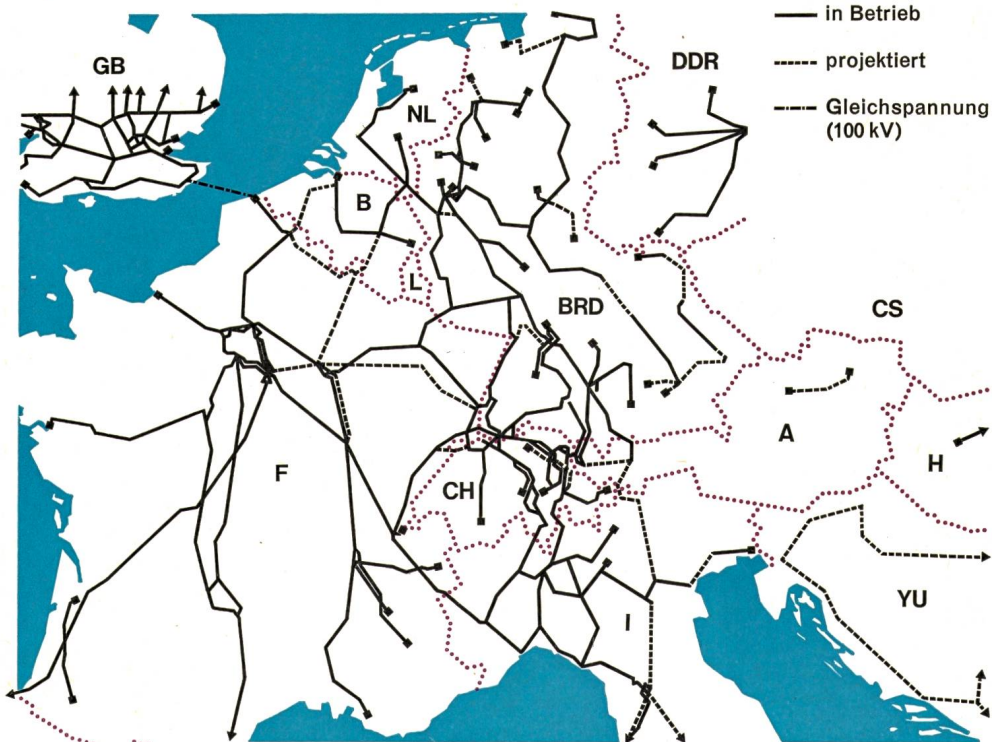 in Betrieb
projektiert
Gleichspannung
(100 kV)
GB
DDR
NL
B
L
BRD
CS
A
F
CH
H
YU
I